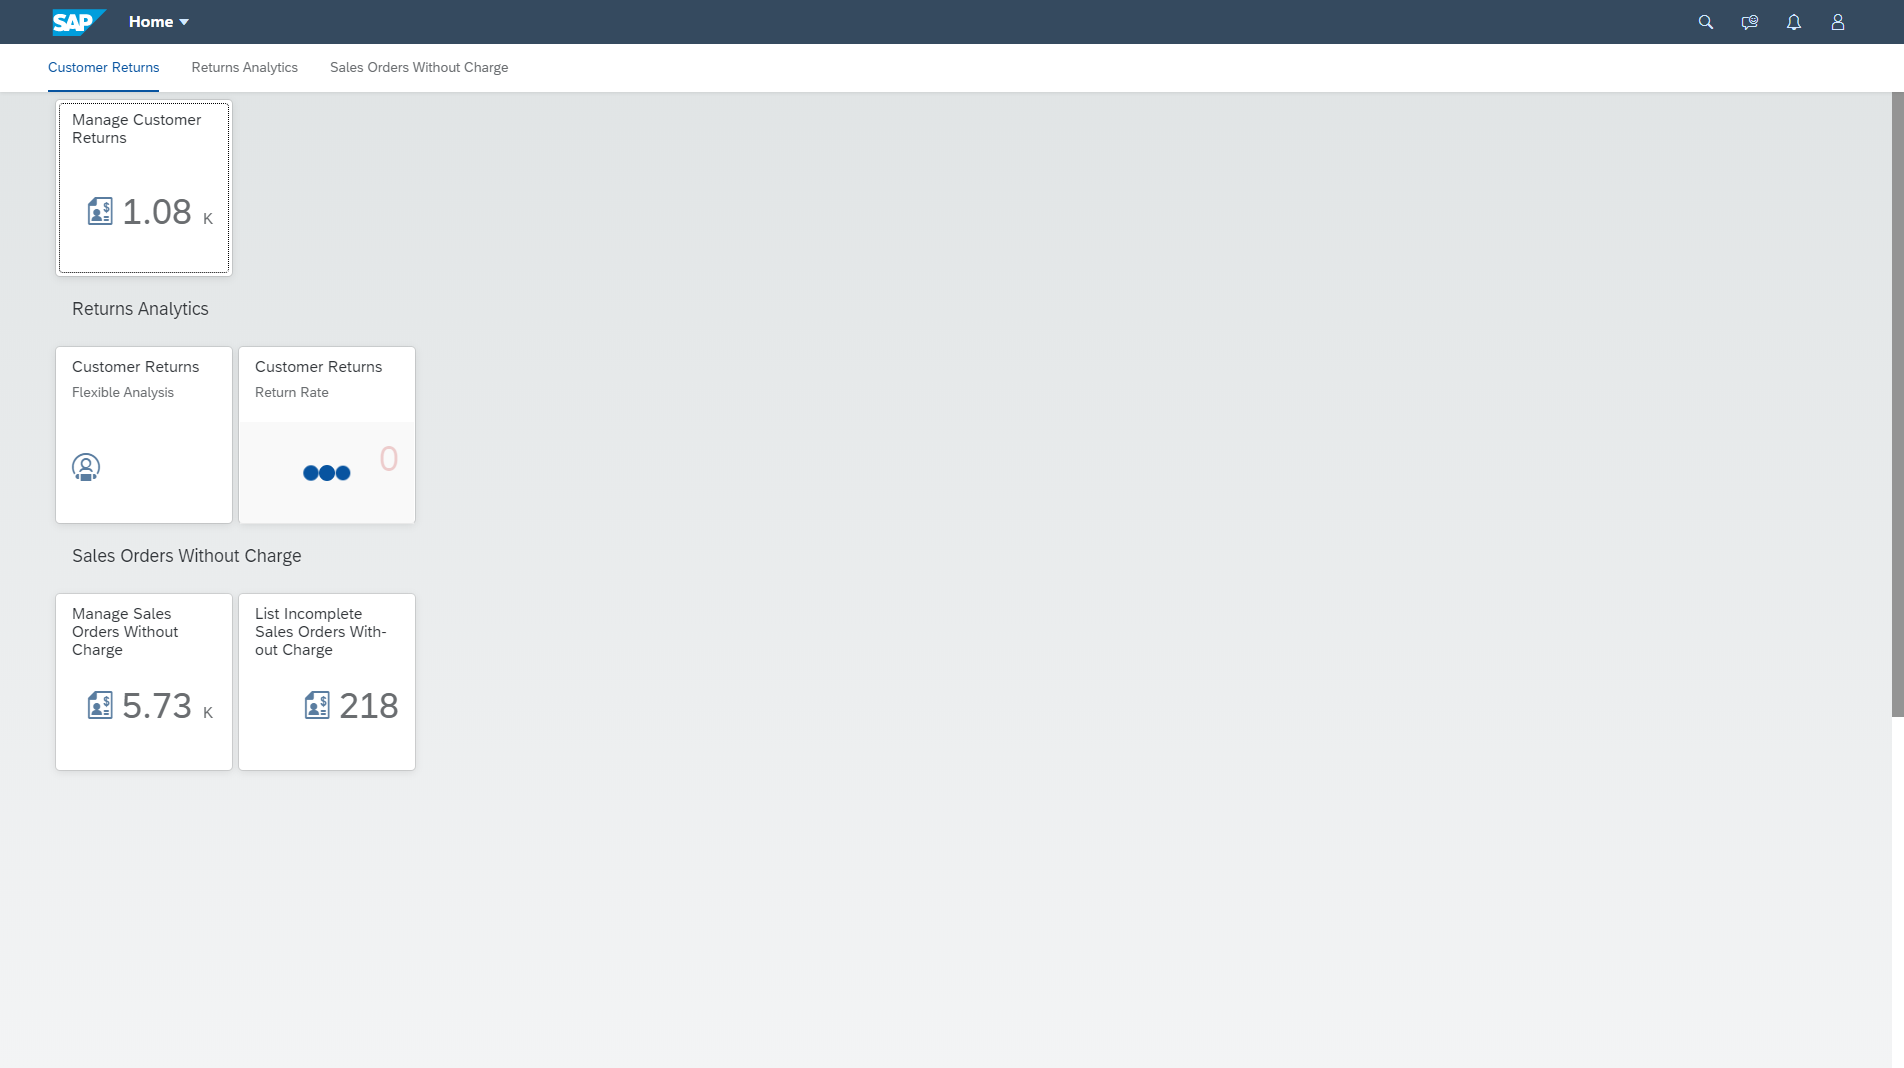 SAP
Home
Customer Returns
Returns Analytics
Sales Orders Without Charge
Manage Customer
Returns
1.08 K
Returns Analytics
Customer Returns
Flexible Analysis
Customer Returns
Return Rate
0
Sales Orders Without Charge
Manage Sales
Orders Without
Charge
5.73 K
List Incomplete
Sales Orders With-
out Charge
218